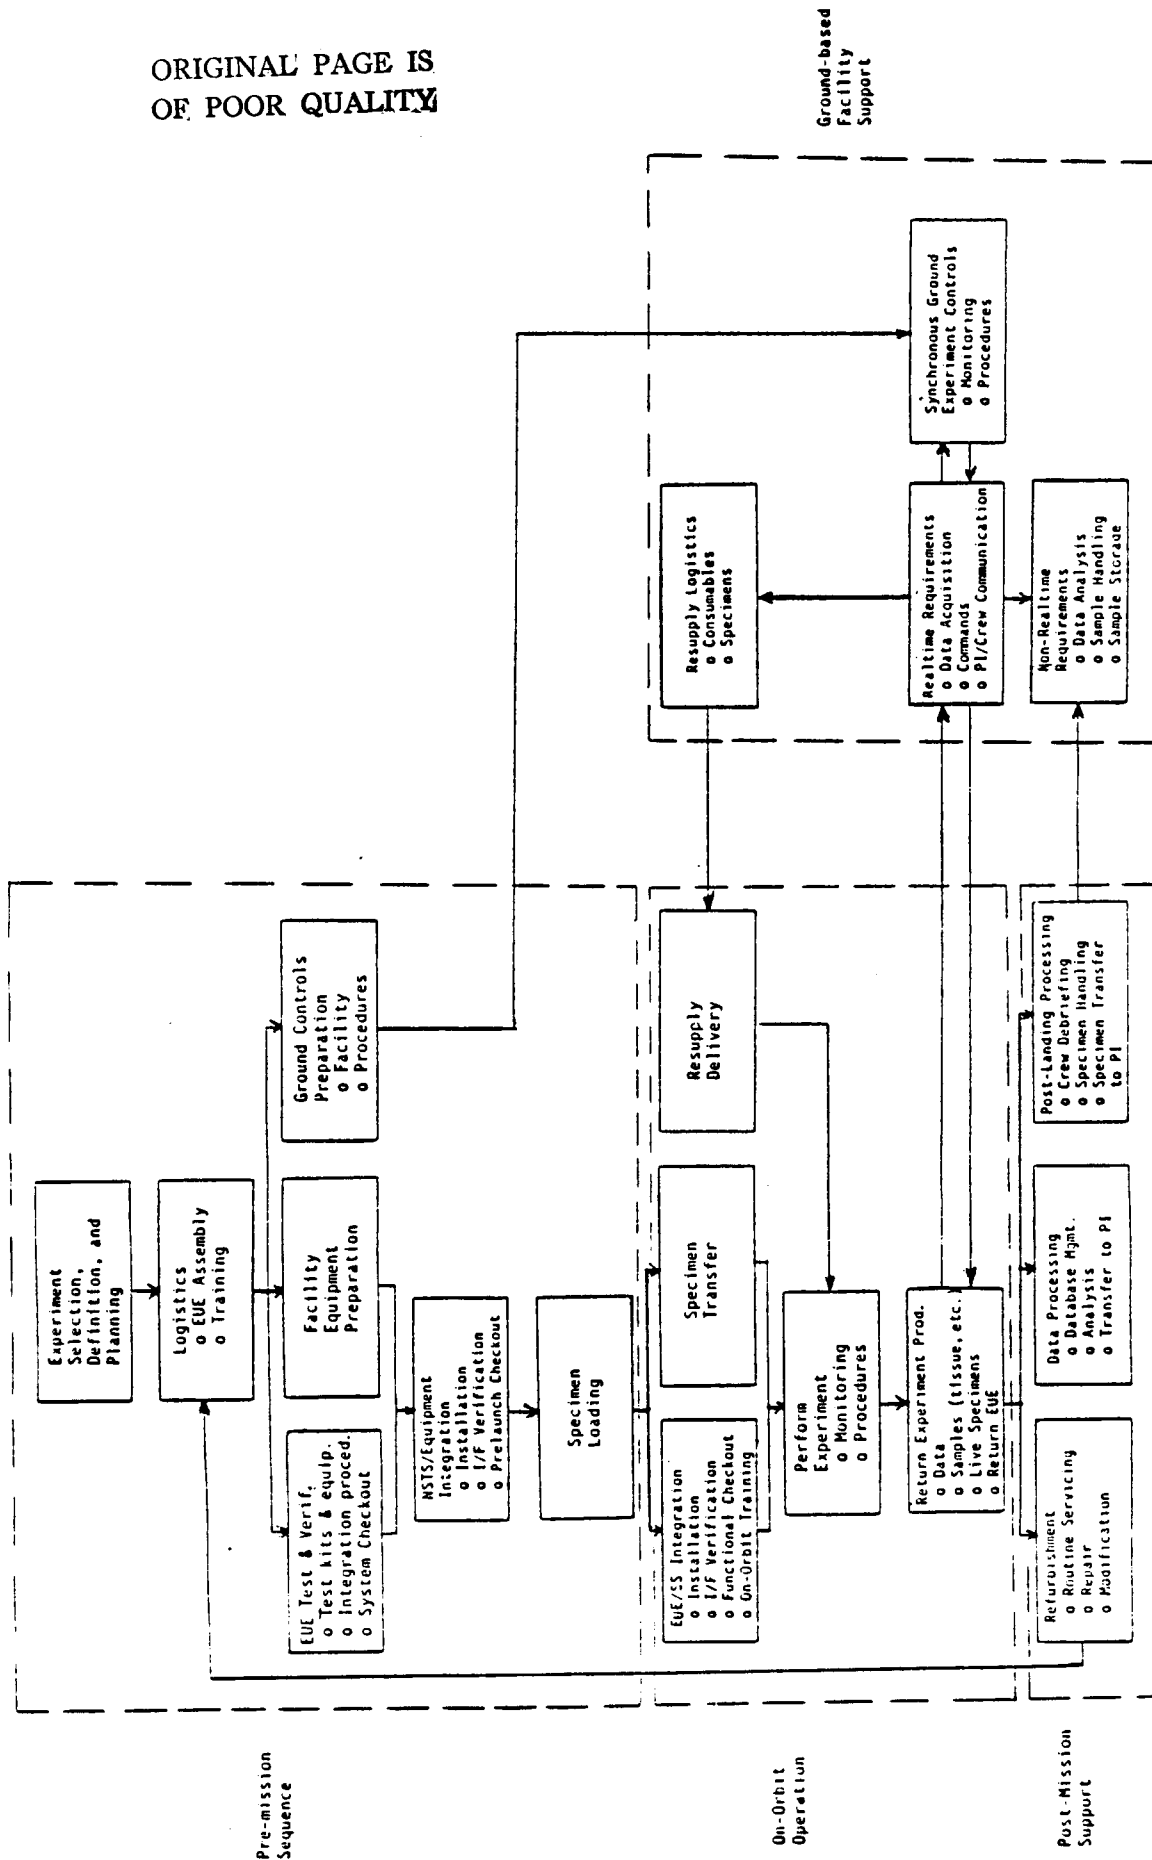 ORIGINAL PAGE IS
OF POOR QUALITY
Pre-mission
Sequence
Experiment
Selection,
Definition, and
Planning
Logistics
o EUE Assembly
o Training
EUE Test & Verif.
o Test kits & equip.
o Integration proced.
o System Checkout
Facility
Equipment
Preparation
Ground Controls
Preparation
o Facility
o Procedures
NSTS/Equipment
Integration
o Installation
o I/F Verification
o Prelaunch Checkout
Specimen
Loading
On-Orbit
Operation
EUE/SS Integration
o Installation
o I/F Verification
o Functional Checkout
o On-Orbit Training
Specimen
Transfer
Resupply
Delivery
Perform
Experiment
o Monitoring
o Procedures
Return Experiment Prod.
o Data
o Samples (tissue, etc.)
o Live Specimens
o Return EUE
Post-Mission
Support
Refurbishment
o Routine Servicing
o Repair
o Modification
Data Processing
o Database Mgmt.
o Analysis
o Transfer to PI
Post-Landing Processing
o Crew Debriefing
o Specimen Handling
o Specimen Transfer
to PI
Ground-based
Facility
Support
Resupply Logistics
o Consumables
o Specimens
Realtime Requirements
o Data Acquisition
o Commands
o PI/Crew Communication
Synchronous Ground
Experiment Controls
o Monitoring
o Procedures
Non-Realtime
Requirements
o Data Analysis
o Sample Handling
o Sample Storage